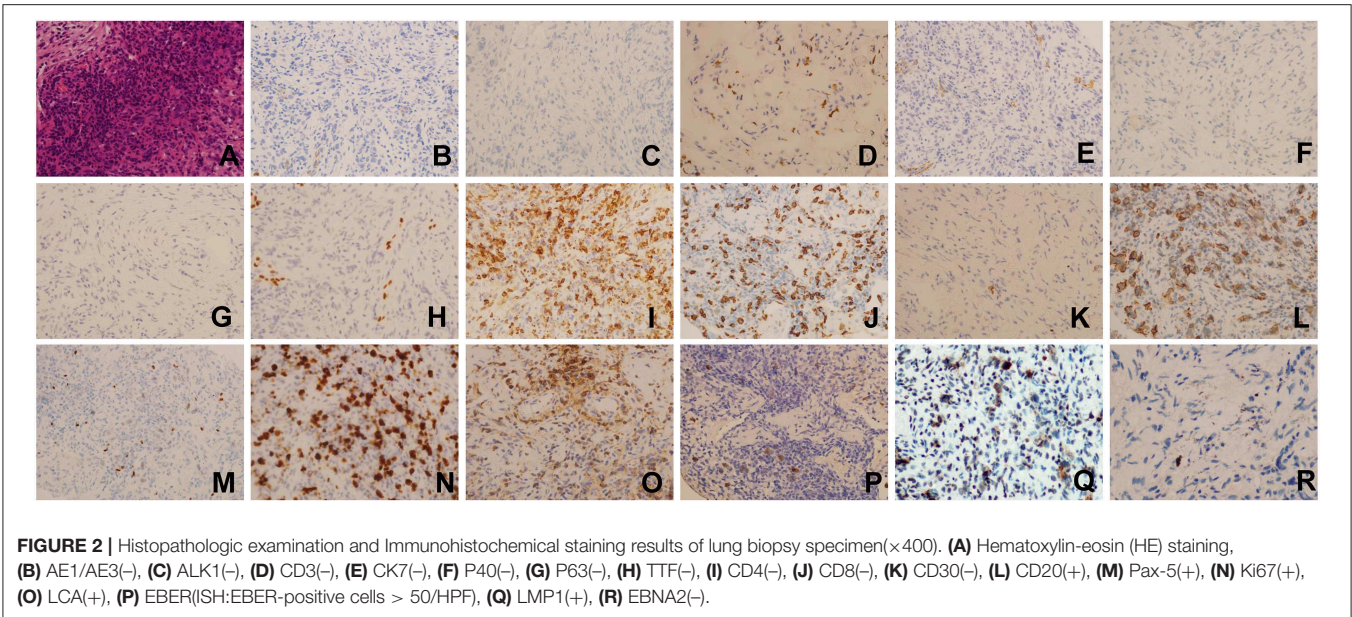 A B C D E F
G H I J K L
M N O P Q R
FIGURE 2 | Histopathologic examination and Immunohistochemical staining results of lung biopsy specimen(×400). (A) Hematoxylin-eosin (HE) staining,
(B) AE1/AE3(–), (C) ALK1(–), (D) CD3(–), (E) CK7(–), (F) P40(–), (G) P63(–), (H) TTF(–), (I) CD4(–), (J) CD8(–), (K) CD30(–), (L) CD20(+), (M) Pax-5(+), (N) Ki67(+),
(O) LCA(+), (P) EBER(ISH:EBER-positive cells > 50/HPF), (Q) LMP1(+), (R) EBNA2(–).